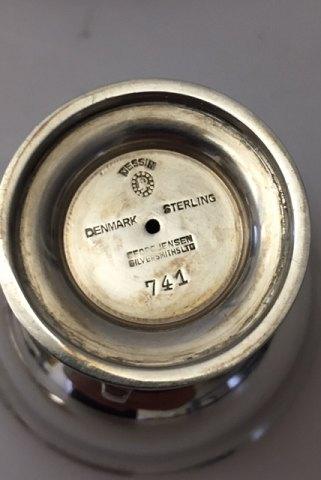 DESSIN
DENMARK STERLING
GEORG JENSEN
SILVERSMITHS LTD
741